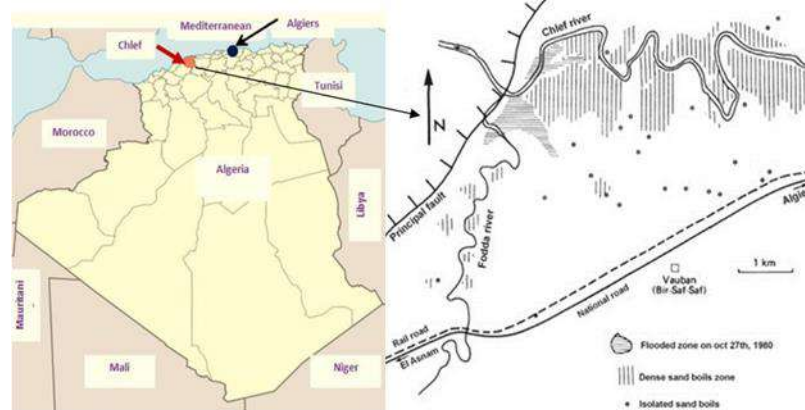 Mediterranean
Algiers
Chlef
Tunisi
Morocco
Algeria
Libya
Mauritani
Mali
Niger
Chlef river
N
Principal fault
Fodda river
Algie
1 km
Vauban
(Bir-Saf-Saf)
National road
Rail road
El Asnam
Flooded zone on oct 27th, 1980
Dense sand boils zone
Isolated sand boils